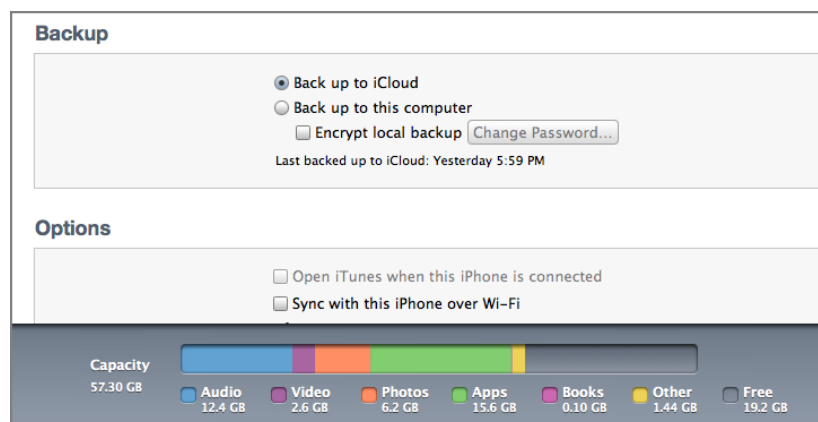 Backup
Back up to iCloud
Back up to this computer
Encrypt local backup Change Password...
Last backed up to iCloud: Yesterday 5:59 PM
Options
Open iTunes when this iPhone is connected
Sync with this iPhone over Wi-Fi
Capacity
57.30 GB
Audio Video Photos Apps Books Other Free
12.4 GB 2.6 GB 6.2 GB 15.6 GB 0.10 GB 1.44 GB 19.2 GB